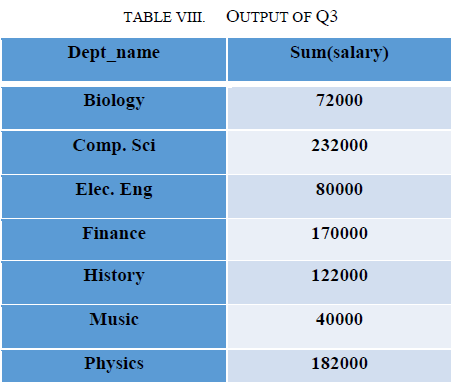 TABLE VIII. OUTPUT OF Q3
Dept_name Sum(salary)
Biology 72000
Comp. Sci 232000
Elec. Eng 80000
Finance 170000
History 122000
Music 40000
Physics 182000